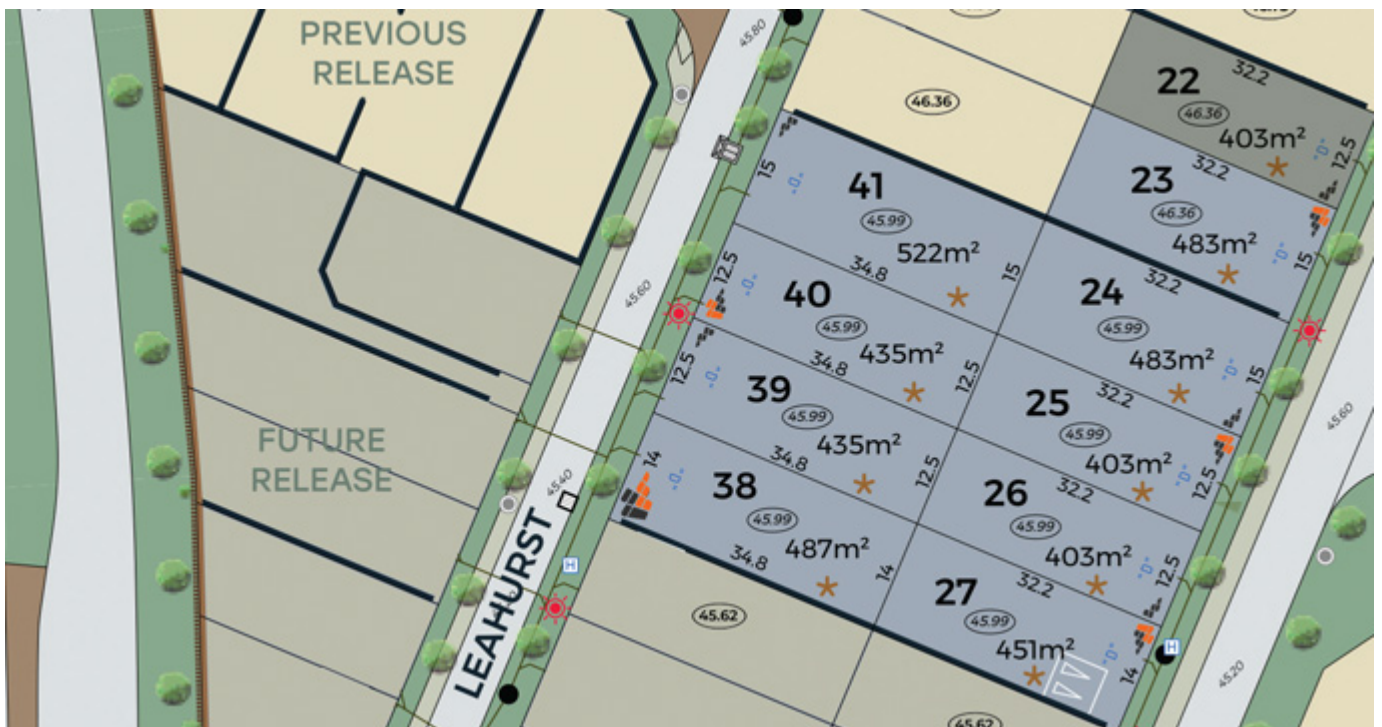 PREVIOUS
RELEASE
45.80
46.36
22
32.2
46.36
403m²
"D"
12.5
23
32.2
46.36
483m²
"D"
15
41
15
"D"
45.99
522m²
34.8
15
24
32.2
45.99
483m²
"D"
15
45.60
40
12.5
"D"
45.99
435m²
34.8
12.5
25
32.2
45.99
403m²
"D"
12.5
45.60
39
12.5
"D"
45.99
435m²
34.8
12.5
26
32.2
45.99
403m²
"D"
12.5
FUTURE
RELEASE
45.40
38
14
"D"
45.99
487m²
34.8
14
27
32.2
45.99
451m²
"D"
14
H
H
LEAHURST
45.62
45.20
45.62